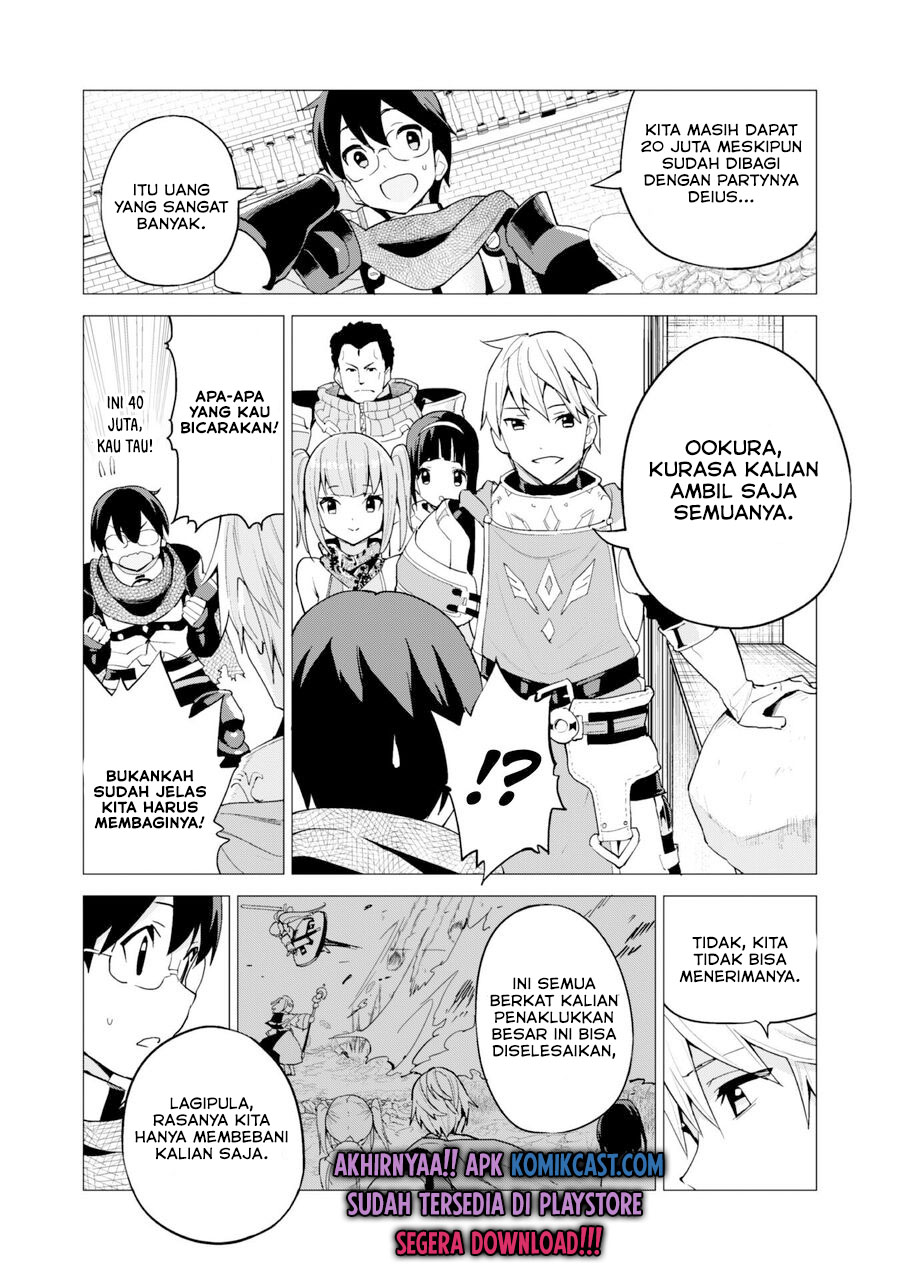 KITA MASIH DAPAT
20 JUTA MESKIPUN
SUDAH DIBAGI
DENGAN PARTYNYA
DEIUS...
ITU UANG
YANG SANGAT
BANYAK.
OOKURA,
KURASA KALIAN
AMBIL SAJA
SEMUANYA.
!?
APA-APA
YANG KAU
BICARAKAN!
INI 40
JUTA,
KAU TAU!
BUKANKAH
SUDAH JELAS
KITA HARUS
MEMBAGINYA!
TIDAK, KITA
TIDAK BISA
MENERIMANYA.
INI SEMUA
BERKAT KALIAN
PENAKLUKKAN
BESAR INI BISA
DISELESAIKAN,
LAGIPULA,
RASANYA KITA
HANYA MEMBEBANI
KALIAN SAJA.
AKHIRNYAA!! APK KOMIKCAST.COM
SUDAH TERSEDIA DI PLAYSTORE
SEGERA DOWNLOAD!!!